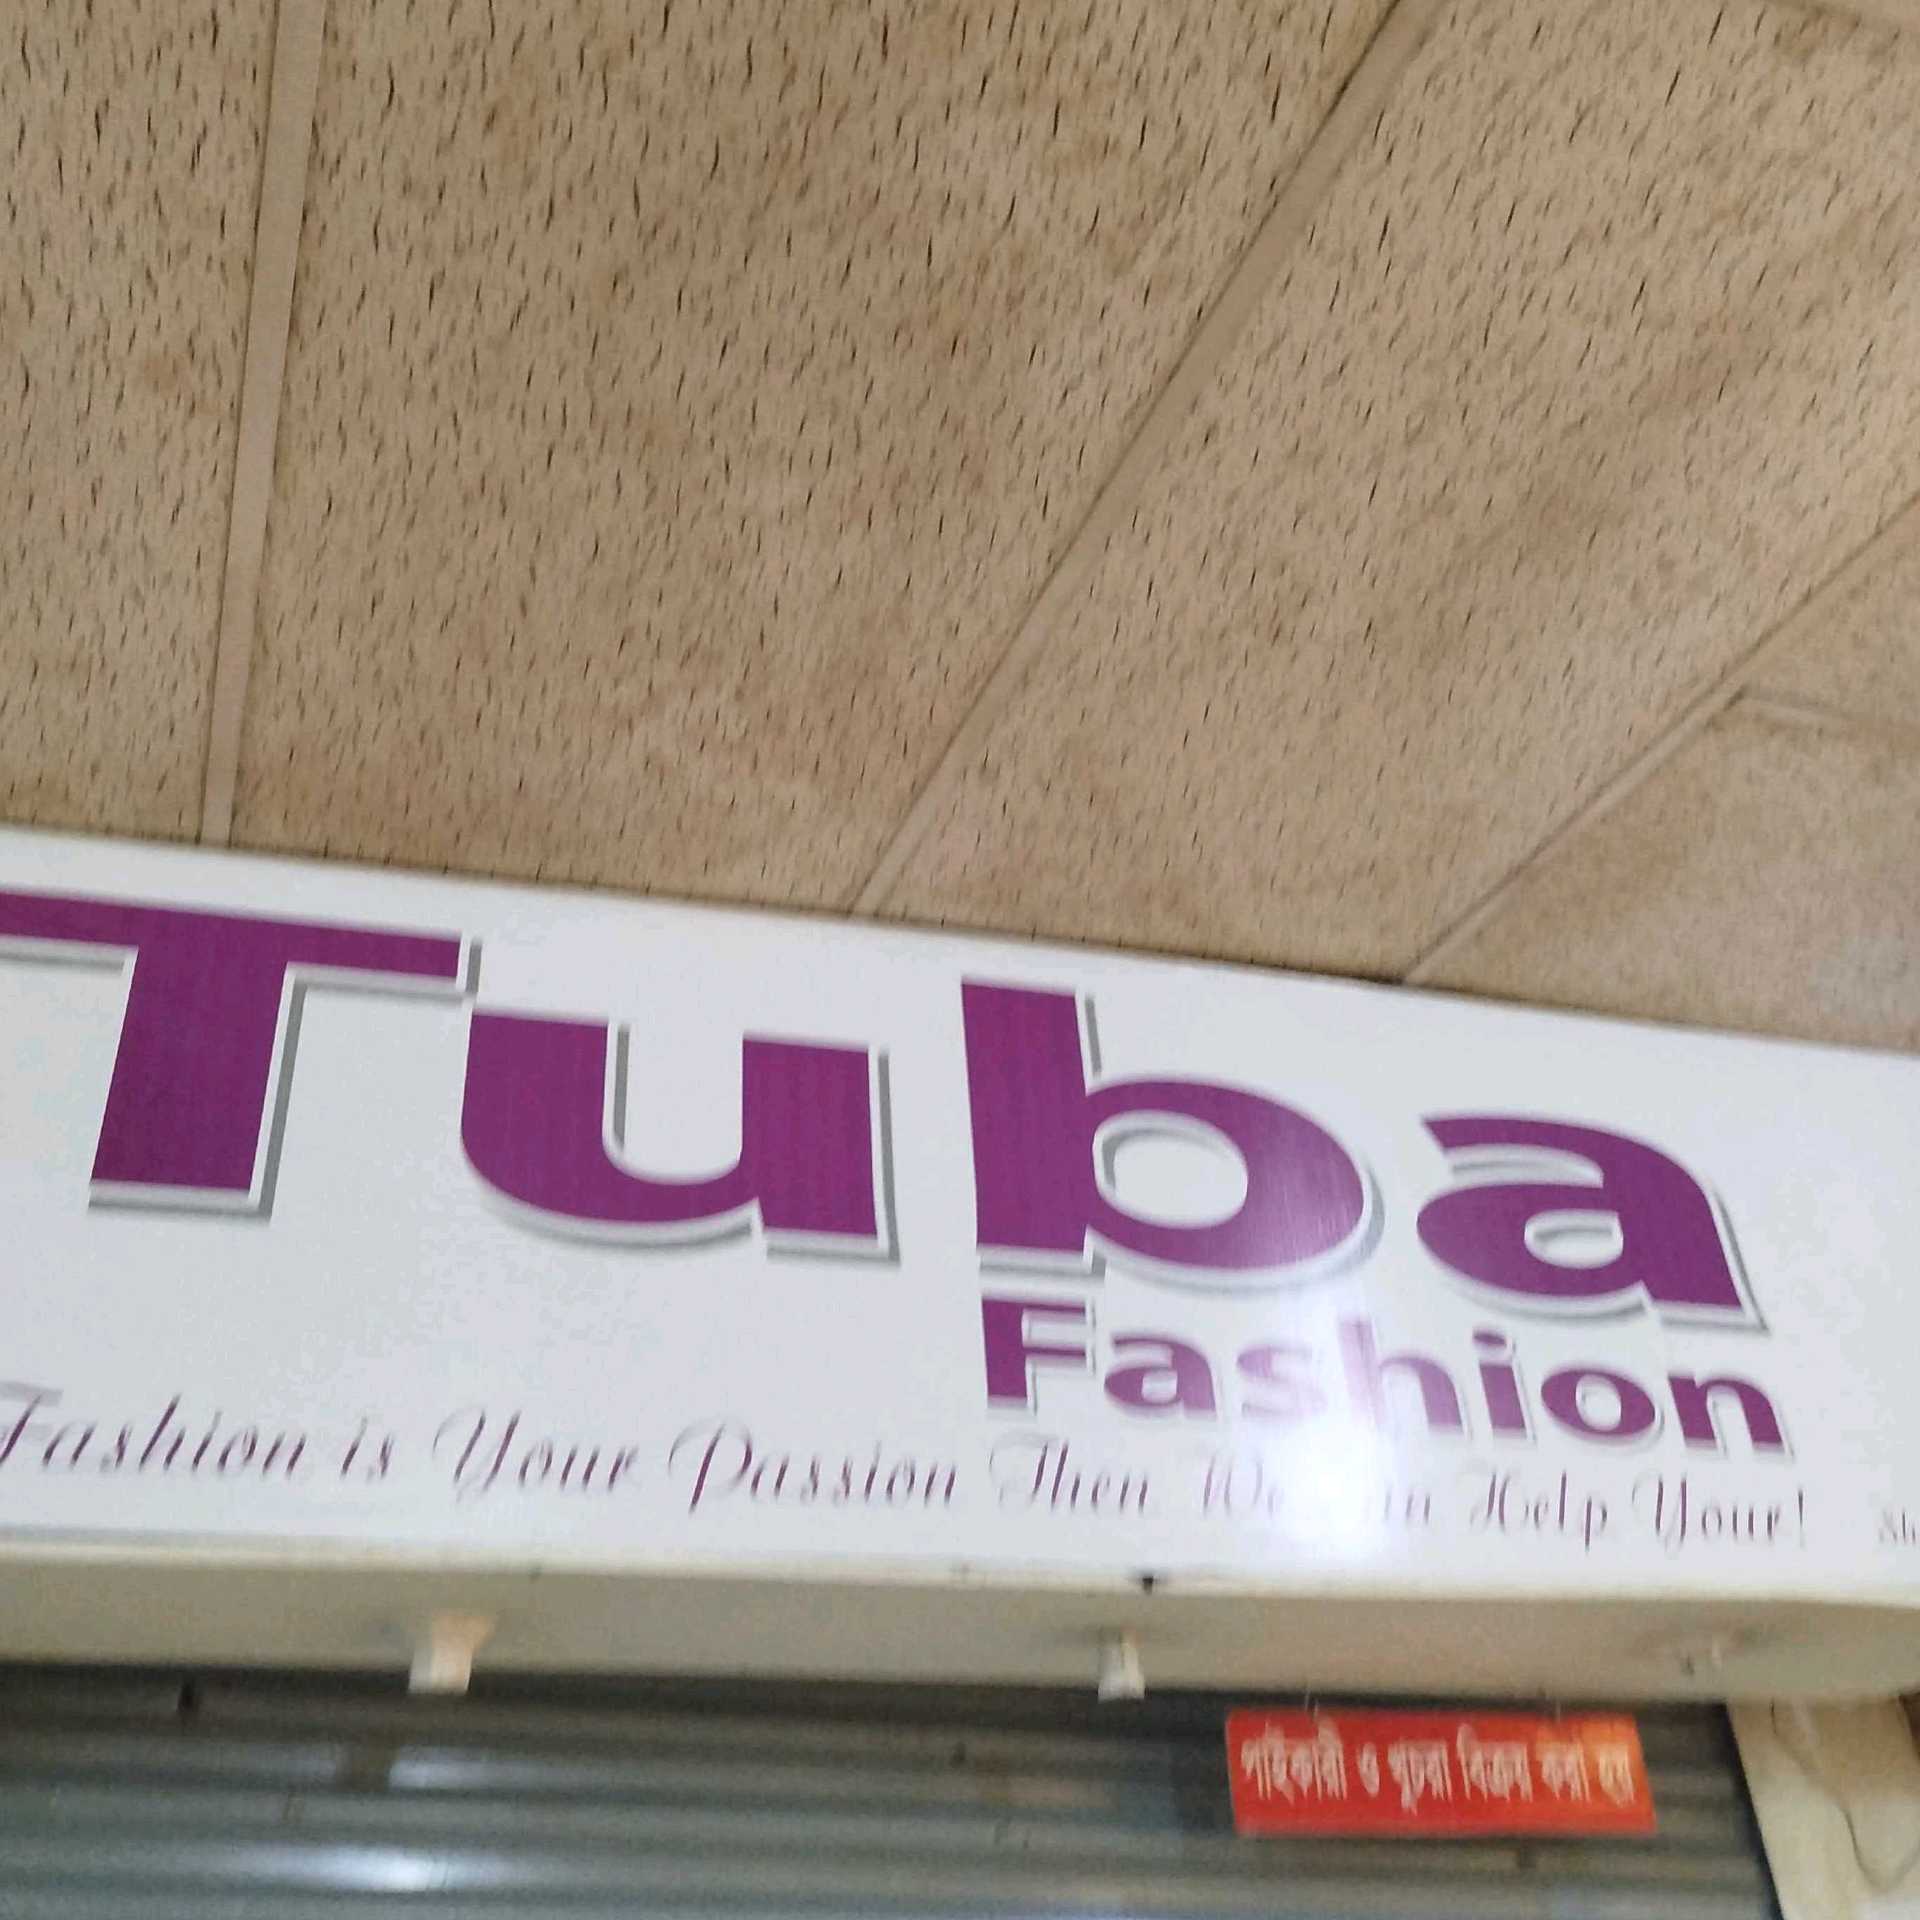 Tuba
Fashion
Fashion is Your Passion Then We Help Your!
পাইকারী ও খুচরা বিক্রয় করা হয়